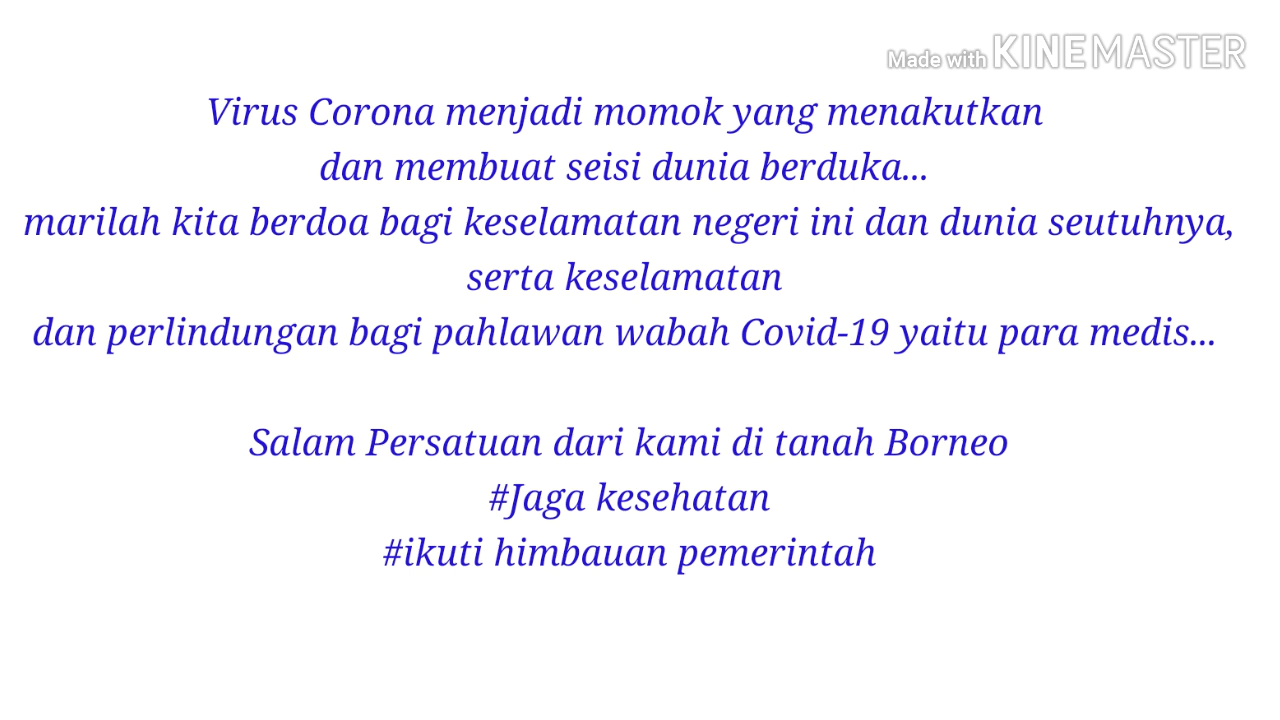 Made with KINEMASTER
Virus Corona menjadi momok yang menakutkan
dan membuat seisi dunia berduka...
marilah kita berdoa bagi keselamatan negeri ini dan dunia seutuhnya,
serta keselamatan
dan perlindungan bagi pahlawan wabah Covid-19 yaitu para medis...
Salam Persatuan dari kami di tanah Borneo
#Jaga kesehatan
#ikuti himbauan pemerintah